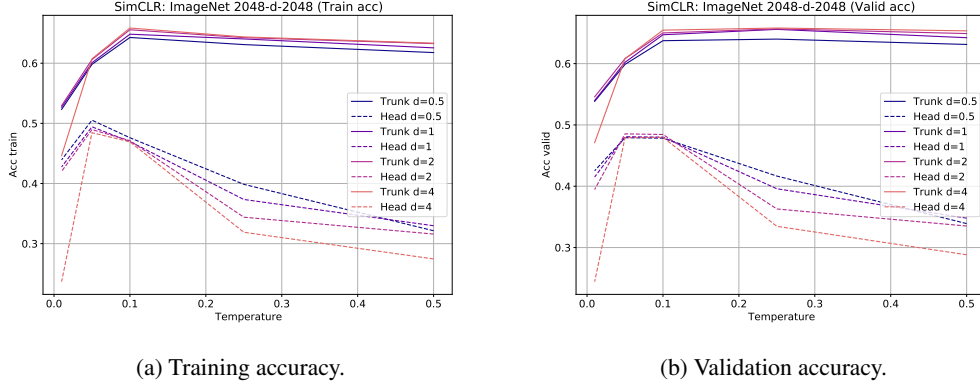 SimCLR: ImageNet 2048-d-2048 (Train acc)
Acc train
0.6
0.5
0.4
0.3
Trunk d=0.5
Head d=0.5
Trunk d=1
Head d=1
Trunk d=2
Head d=2
Trunk d=4
Head d=4
0.0 0.1 0.2 0.3 0.4 0.5
Temperature
(a) Training accuracy.
SimCLR: ImageNet 2048-d-2048 (Valid acc)
Acc valid
0.6
0.5
0.4
0.3
Trunk d=0.5
Head d=0.5
Trunk d=1
Head d=1
Trunk d=2
Head d=2
Trunk d=4
Head d=4
0.0 0.1 0.2 0.3 0.4 0.5
Temperature
(b) Validation accuracy.